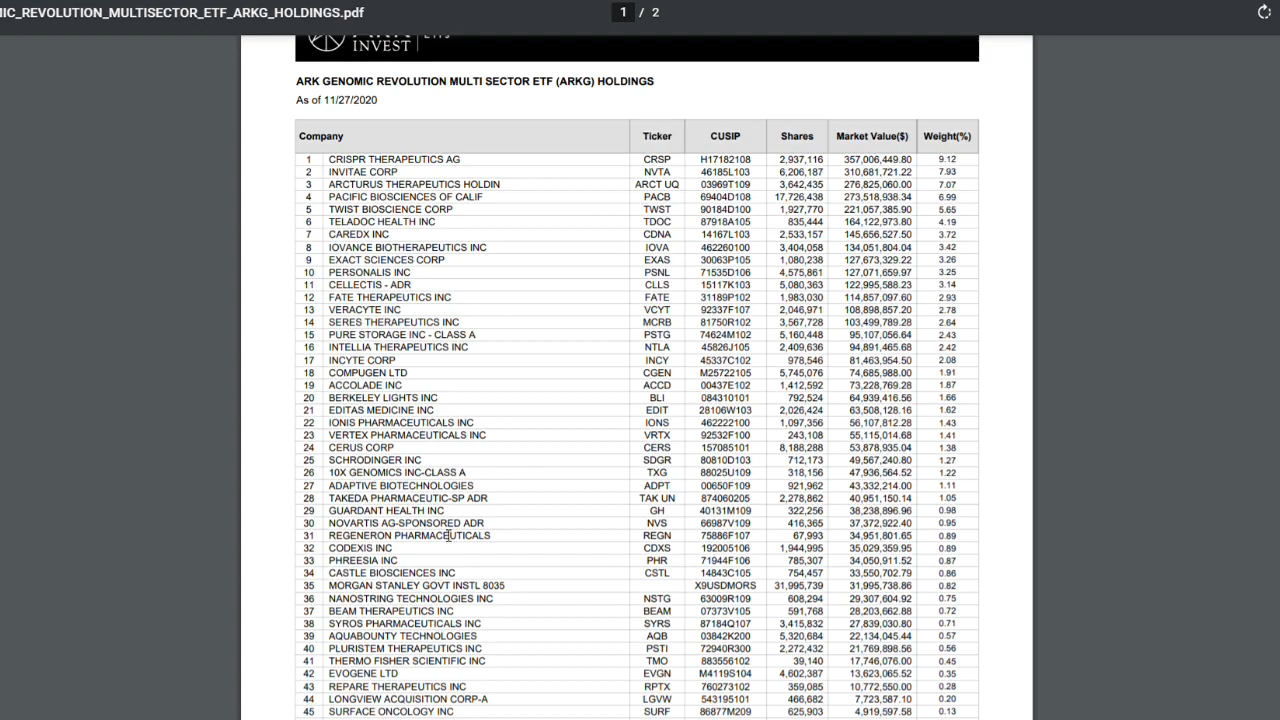 IC_REVOLUTION_MULTISECTOR_ETF_ARKG_HOLDINGS.pdf 1 / 2
INVEST
ARK GENOMIC REVOLUTION MULTI SECTOR ETF (ARKG) HOLDINGS
As of 11/27/2020
Company Ticker CUSIP Shares Market Value($) Weight(%)
1 CRISPR THERAPEUTICS AG CRSP H17182108 2,937,116 357,006,449.80 9.12
2 INVITAE CORP NVTA 46185L103 6,206,187 310,681,721.22 7.93
3 ARCTURUS THERAPEUTICS HOLDIN ARCT UQ 03969T109 3,642,435 276,825,060.00 7.07
4 PACIFIC BIOSCIENCES OF CALIF PACB 69404D108 17,726,438 273,518,938.34 6.99
5 TWIST BIOSCIENCE CORP TWST 90184D100 1,927,770 221,057,385.90 5.65
6 TELADOC HEALTH INC TDOC 87918A105 835,444 164,122,973.80 4.19
7 CAREDX INC CDNA 14167L103 2,533,157 145,656,527.50 3.72
8 IOVANCE BIOTHERAPEUTICS INC IOVA 462260100 3,404,058 134,051,804.04 3.42
9 EXACT SCIENCES CORP EXAS 30063P105 1,080,238 127,673,329.22 3.26
10 PERSONALIS INC PSNL 71535D106 4,575,861 127,071,659.97 3.25
11 CELLECTIS - ADR CLLS 15117K103 5,080,363 122,995,588.23 3.14
12 FATE THERAPEUTICS INC FATE 31189P102 1,983,030 114,857,097.60 2.93
13 VERACYTE INC VCYT 92337F107 2,046,971 108,898,857.20 2.78
14 SERES THERAPEUTICS INC MCRB 81750R102 3,567,728 103,499,789.28 2.64
15 PURE STORAGE INC - CLASS A PSTG 74624M102 5,160,448 95,107,056.64 2.43
16 INTELLIA THERAPEUTICS INC NTLA 45826J105 2,409,636 94,891,465.68 2.42
17 INCYTE CORP INCY 45337C102 978,546 81,463,954.50 2.08
18 COMPUGEN LTD CGEN M25722105 5,745,076 74,685,988.00 1.91
19 ACCOLADE INC ACCD 00437E102 1,412,592 73,228,769.28 1.87
20 BERKELEY LIGHTS INC BLI 084310101 792,524 64,939,416.56 1.66
21 EDITAS MEDICINE INC EDIT 28106W103 2,026,424 63,508,128.16 1.62
22 IONIS PHARMACEUTICALS INC IONS 462222100 1,097,356 56,107,812.28 1.43
23 VERTEX PHARMACEUTICALS INC VRTX 92532F100 243,108 55,115,014.68 1.41
24 CERUS CORP CERS 157085101 8,188,288 53,878,935.04 1.38
25 SCHRODINGER INC SDGR 80810D103 712,173 49,567,240.80 1.27
26 10X GENOMICS INC-CLASS A TXG 88025U109 318,156 47,936,564.52 1.22
27 ADAPTIVE BIOTECHNOLOGIES ADPT 00650F109 921,962 43,332,214.00 1.11
28 TAKEDA PHARMACEUTIC-SP ADR TAK UN 874060205 2,278,862 40,951,150.14 1.05
29 GUARDANT HEALTH INC GH 40131M109 322,256 38,238,896.96 0.98
30 NOVARTIS AG-SPONSORED ADR NVS 66987V109 416,365 37,372,922.40 0.95
31 REGENERON PHARMACEUTICALS REGN 75886F107 67,993 34,951,801.65 0.89
32 CODEXIS INC CDXS 192005106 1,944,995 35,029,359.95 0.89
33 PHREESIA INC PHR 71944F106 785,307 34,050,911.52 0.87
34 CASTLE BIOSCIENCES INC CSTL 14843C105 754,457 33,550,702.79 0.86
35 MORGAN STANLEY GOVT INSTL 8035 X9USDMORS 31,995,739 31,995,738.86 0.82
36 NANOSTRING TECHNOLOGIES INC NSTG 63009R109 608,294 29,307,604.92 0.75
37 BEAM THERAPEUTICS INC BEAM 07373V105 591,768 28,203,662.88 0.72
38 SYROS PHARMACEUTICALS INC SYRS 87184Q107 3,415,832 27,839,030.80 0.71
39 AQUABOUNTY TECHNOLOGIES AQB 03842K200 5,320,684 22,134,045.44 0.57
40 PLURISTEM THERAPEUTICS INC PSTI 72940R300 2,272,432 21,769,898.56 0.56
41 THERMO FISHER SCIENTIFIC INC TMO 883556102 39,140 17,746,076.00 0.45
42 EVOGENE LTD EVGN M4119S104 4,602,387 13,623,065.52 0.35
43 REPARE THERAPEUTICS INC RPTX 760273102 359,085 10,772,550.00 0.28
44 LONGVIEW ACQUISITION CORP-A LGVW 543195101 466,682 7,723,587.10 0.20
45 SURFACE ONCOLOGY INC SURF 86877M209 625,903 4,919,597.58 0.13